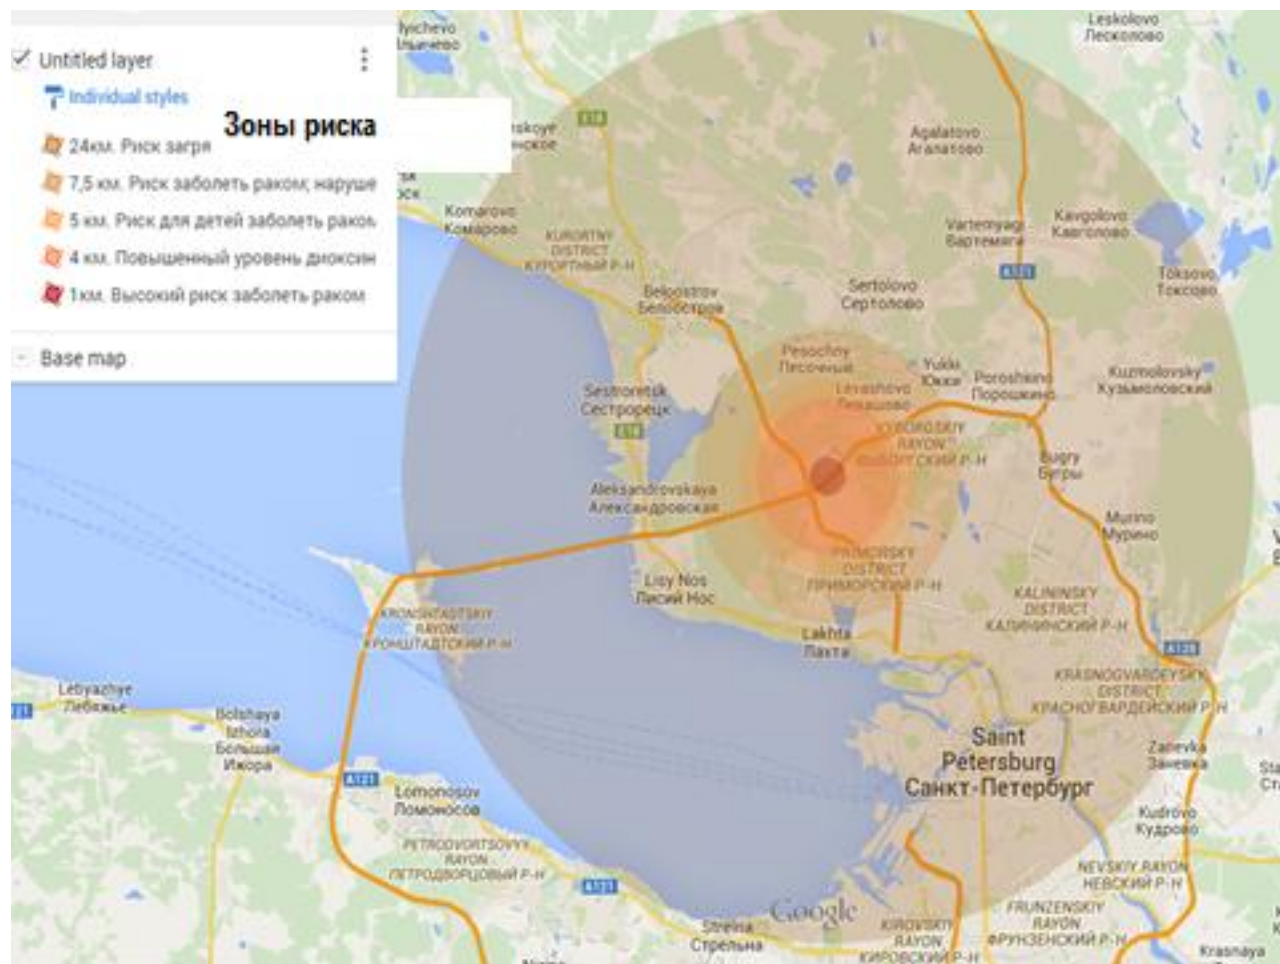 Untitled layer
Individual styles
Зоны риска
24км. Риск загря
7,5 км. Риск заболеть раком; наруше
5 км. Риск для детей заболеть раком
4 км. Повышенный уровень диоксин
1км. Высокий риск заболеть раком
Base map
Leskolovo
Лесколово
E18
Agalatovo
Агалатово
Komarovo
Комарово
KURORTNY
DISTRICT
КУРОРТНЫЙ Р-Н
Vartemyagi
Вартемяги
Kavgolovo
Кавголово
A121
Toksovo
Токсово
Beloostrov
Белоостров
Sertolovo
Сертолово
Pesochny
Песочный
Yukki
Юкки
Poroshkino
Порошкино
Kuzmolovsky
Кузьмоловский
Levashovo
Левашово
Sestroretsk
Сестрорецк
E18
VYBORGSKIY
RAYON
ВЫБОРГСКИЙ Р-Н
Bugry
Бугры
Aleksandrovskaya
Александровская
Murino
Мурино
PRIMORSKY
DISTRICT
ПРИМОРСКИЙ Р-Н
Lisy Nos
Лисий Нос
KALININSKY
DISTRICT
КАЛИНИНСКИЙ Р-Н
KRONSHTADTSKIY
RAYON
КРОНШТАДТСКИЙ Р-Н
Lakhta
Лахта
A128
KRASNOGVARDEYSKY
DISTRICT
КРАСНОГВАРДЕЙСКИЙ Р-Н
Lebyazhye
Лебяжье
Bolshaya
Izhora
Большая
Ижора
Saint
Petersburg
Санкт-Петербург
Zanevka
Заневка
A121
Lomonosov
Ломоносов
Kudrovo
Кудрово
PETRODVORTSOVYY
RAYON
ПЕТРОДВОРЦОВЫЙ Р-Н
A121
NEVSKIY RAYON
НЕВСКИЙ Р-Н
Google
FRUNZENSKIY
RAYON
ФРУНЗЕНСКИЙ Р-Н
Strelna
Стрельна
KIROVSKIY
RAYON
КИРОВСКИЙ Р-Н
Krasnaya